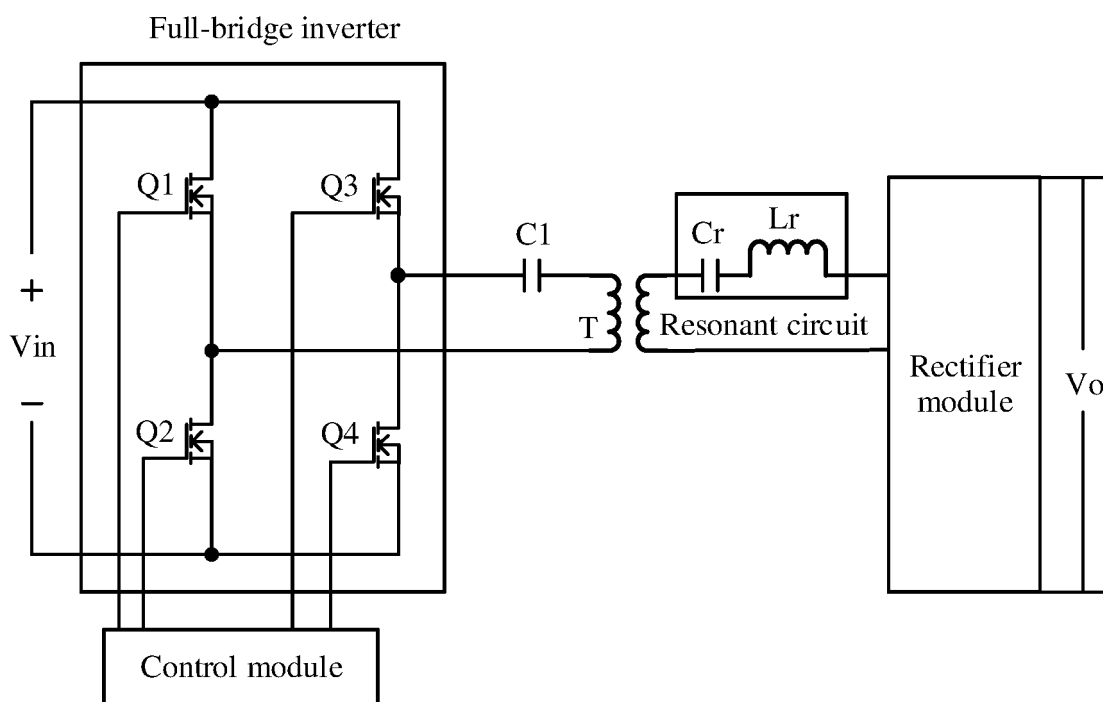 Full-bridge inverter
Q1
Q3
C1
Cr
Lr
+
Vin
−
T
Resonant circuit
Rectifier
module
Vo
Q2
Q4
Control module